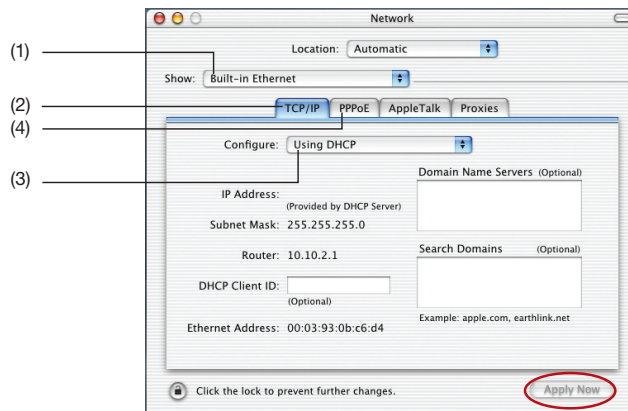 Network
Location: Automatic
(1)
Show: Built-in Ethernet
(2)
TCP/IP PPPoE AppleTalk Proxies
(4)
Configure: Using DHCP
(3)
Domain Name Servers (Optional)
IP Address:
(Provided by DHCP Server)
Subnet Mask: 255.255.255.0
Router: 10.10.2.1
Search Domains (Optional)
DHCP Client ID:
(Optional)
Example: apple.com, earthlink.net
Ethernet Address: 00:03:93:0b:c6:d4
Click the lock to prevent further changes.
Apply Now